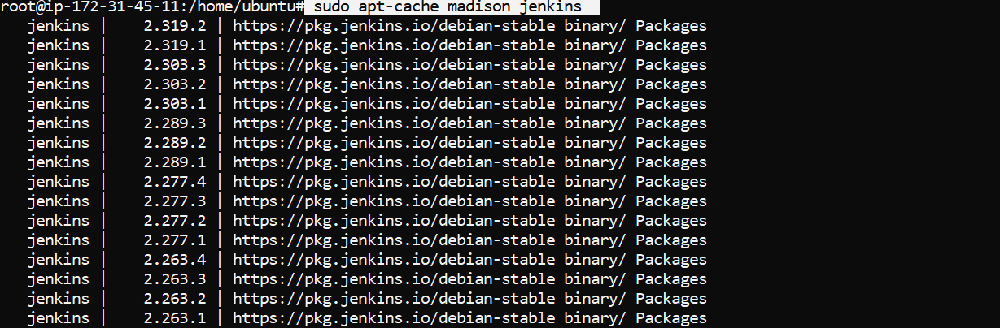 root@ip-172-31-45-11:/home/ubuntu# sudo apt-cache madison jenkins
jenkins | 2.319.2 | https://pkg.jenkins.io/debian-stable binary/ Packages
jenkins | 2.319.1 | https://pkg.jenkins.io/debian-stable binary/ Packages
jenkins | 2.303.3 | https://pkg.jenkins.io/debian-stable binary/ Packages
jenkins | 2.303.2 | https://pkg.jenkins.io/debian-stable binary/ Packages
jenkins | 2.303.1 | https://pkg.jenkins.io/debian-stable binary/ Packages
jenkins | 2.289.3 | https://pkg.jenkins.io/debian-stable binary/ Packages
jenkins | 2.289.2 | https://pkg.jenkins.io/debian-stable binary/ Packages
jenkins | 2.289.1 | https://pkg.jenkins.io/debian-stable binary/ Packages
jenkins | 2.277.4 | https://pkg.jenkins.io/debian-stable binary/ Packages
jenkins | 2.277.3 | https://pkg.jenkins.io/debian-stable binary/ Packages
jenkins | 2.277.2 | https://pkg.jenkins.io/debian-stable binary/ Packages
jenkins | 2.277.1 | https://pkg.jenkins.io/debian-stable binary/ Packages
jenkins | 2.263.4 | https://pkg.jenkins.io/debian-stable binary/ Packages
jenkins | 2.263.3 | https://pkg.jenkins.io/debian-stable binary/ Packages
jenkins | 2.263.2 | https://pkg.jenkins.io/debian-stable binary/ Packages
jenkins | 2.263.1 | https://pkg.jenkins.io/debian-stable binary/ Packages